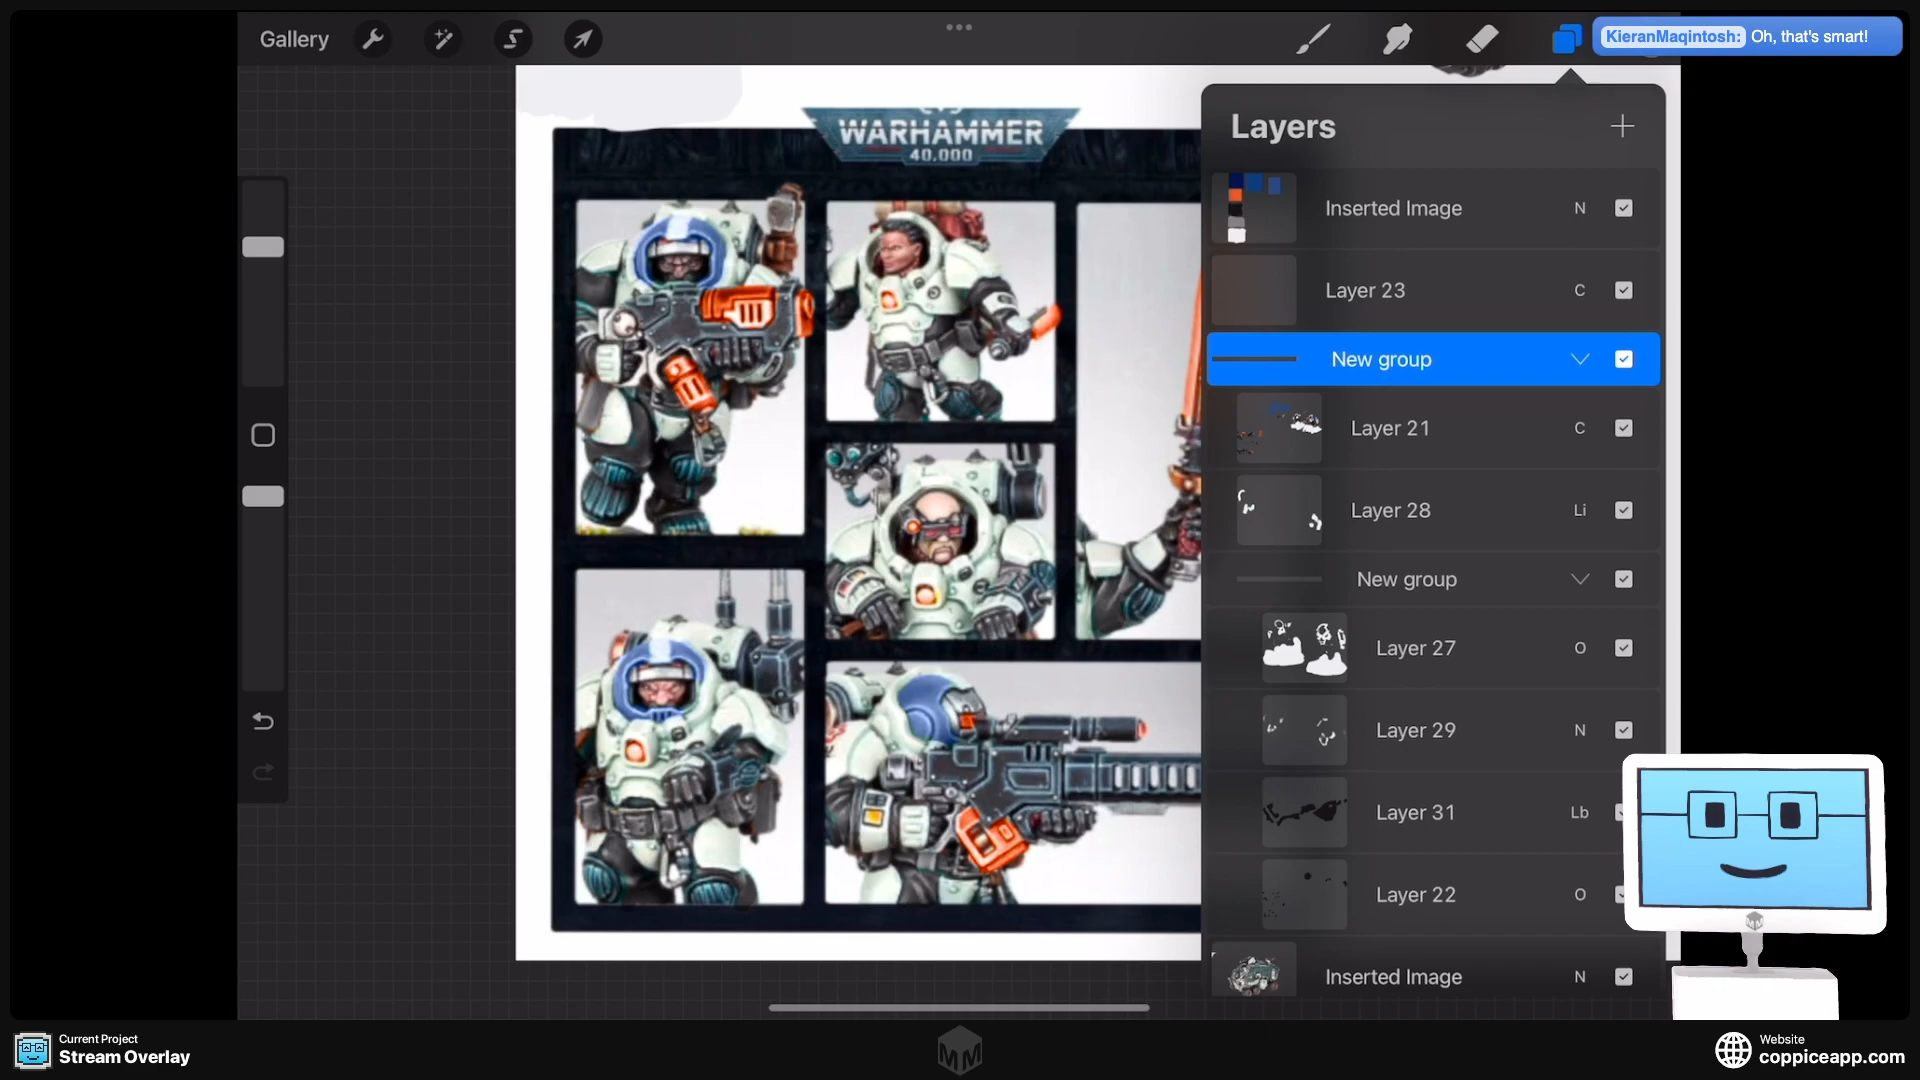 Gallery
KieranMaqintosh: Oh, that's smart!
WARHAMMER
40,000
Layers
Inserted Image N
Layer 23 C
New group
Layer 21 C
Layer 28 Li
New group
Layer 27 O
Layer 29 N
Layer 31 Lb
Layer 22 O
Inserted Image N
Current Project
Stream Overlay
MM
Website
coppiceapp.com